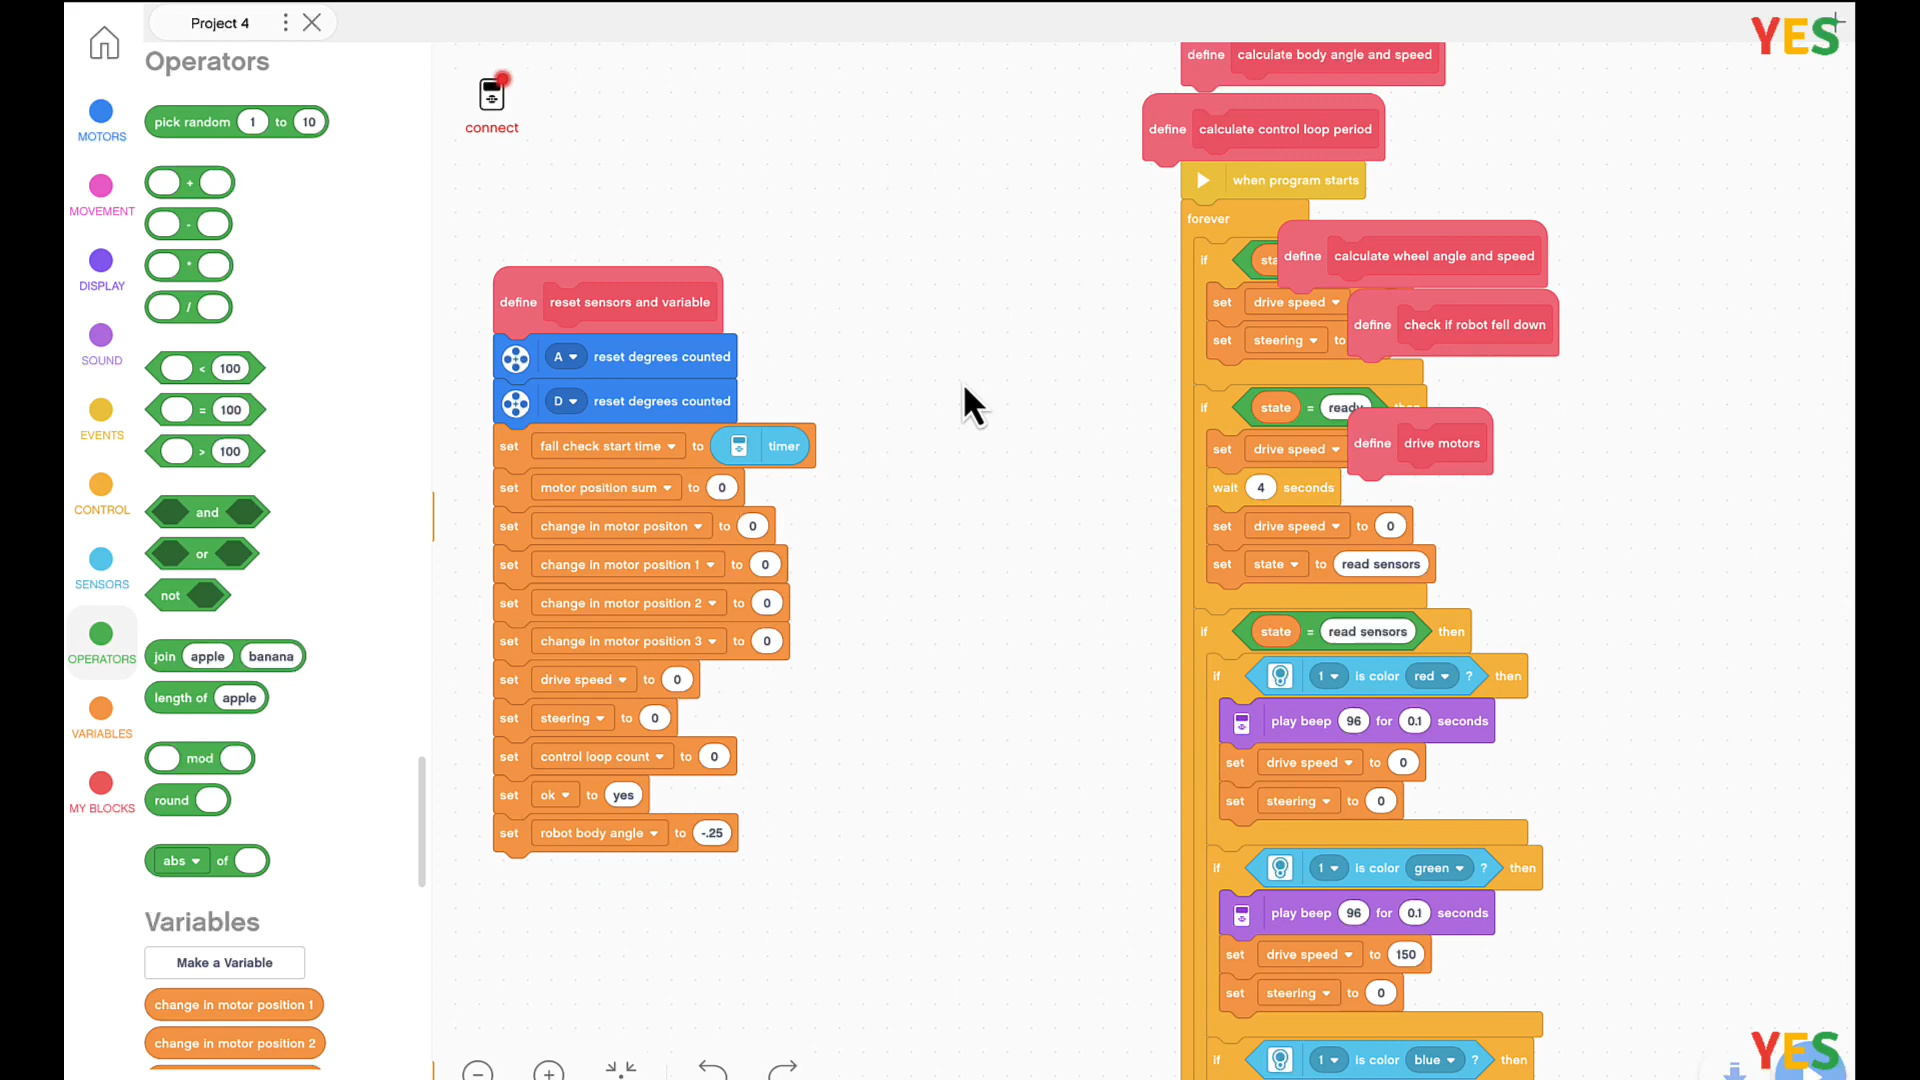 Project 4
YES
Operators
MOTORS
MOVEMENT
DISPLAY
SOUND
EVENTS
CONTROL
SENSORS
OPERATORS
VARIABLES
MY BLOCKS
pick random 1 to 10
+
-
*
/
< 100
= 100
> 100
and
or
not
join apple banana
length of apple
mod
round
abs of
Variables
Make a Variable
change in motor position 1
change in motor position 2
connect
define reset sensors and variable
A reset degrees counted
D reset degrees counted
set fall check start time to timer
set motor position sum to 0
set change in motor positon to 0
set change in motor position 1 to 0
set change in motor position 2 to 0
set change in motor position 3 to 0
set drive speed to 0
set steering to 0
set control loop count to 0
set ok to yes
set robot body angle to -.25
define calculate body angle and speed
define calculate control loop period
when program starts
forever
if sta
define calculate wheel angle and speed
set drive speed
define check if robot fell down
set steering to
if state = ready then
define drive motors
set drive speed
wait 4 seconds
set drive speed to 0
set state to read sensors
if state = read sensors then
if 1 is color red ? then
play beep 96 for 0.1 seconds
set drive speed to 0
set steering to 0
if 1 is color green ? then
play beep 96 for 0.1 seconds
set drive speed to 150
set steering to 0
if 1 is color blue ? then
YES